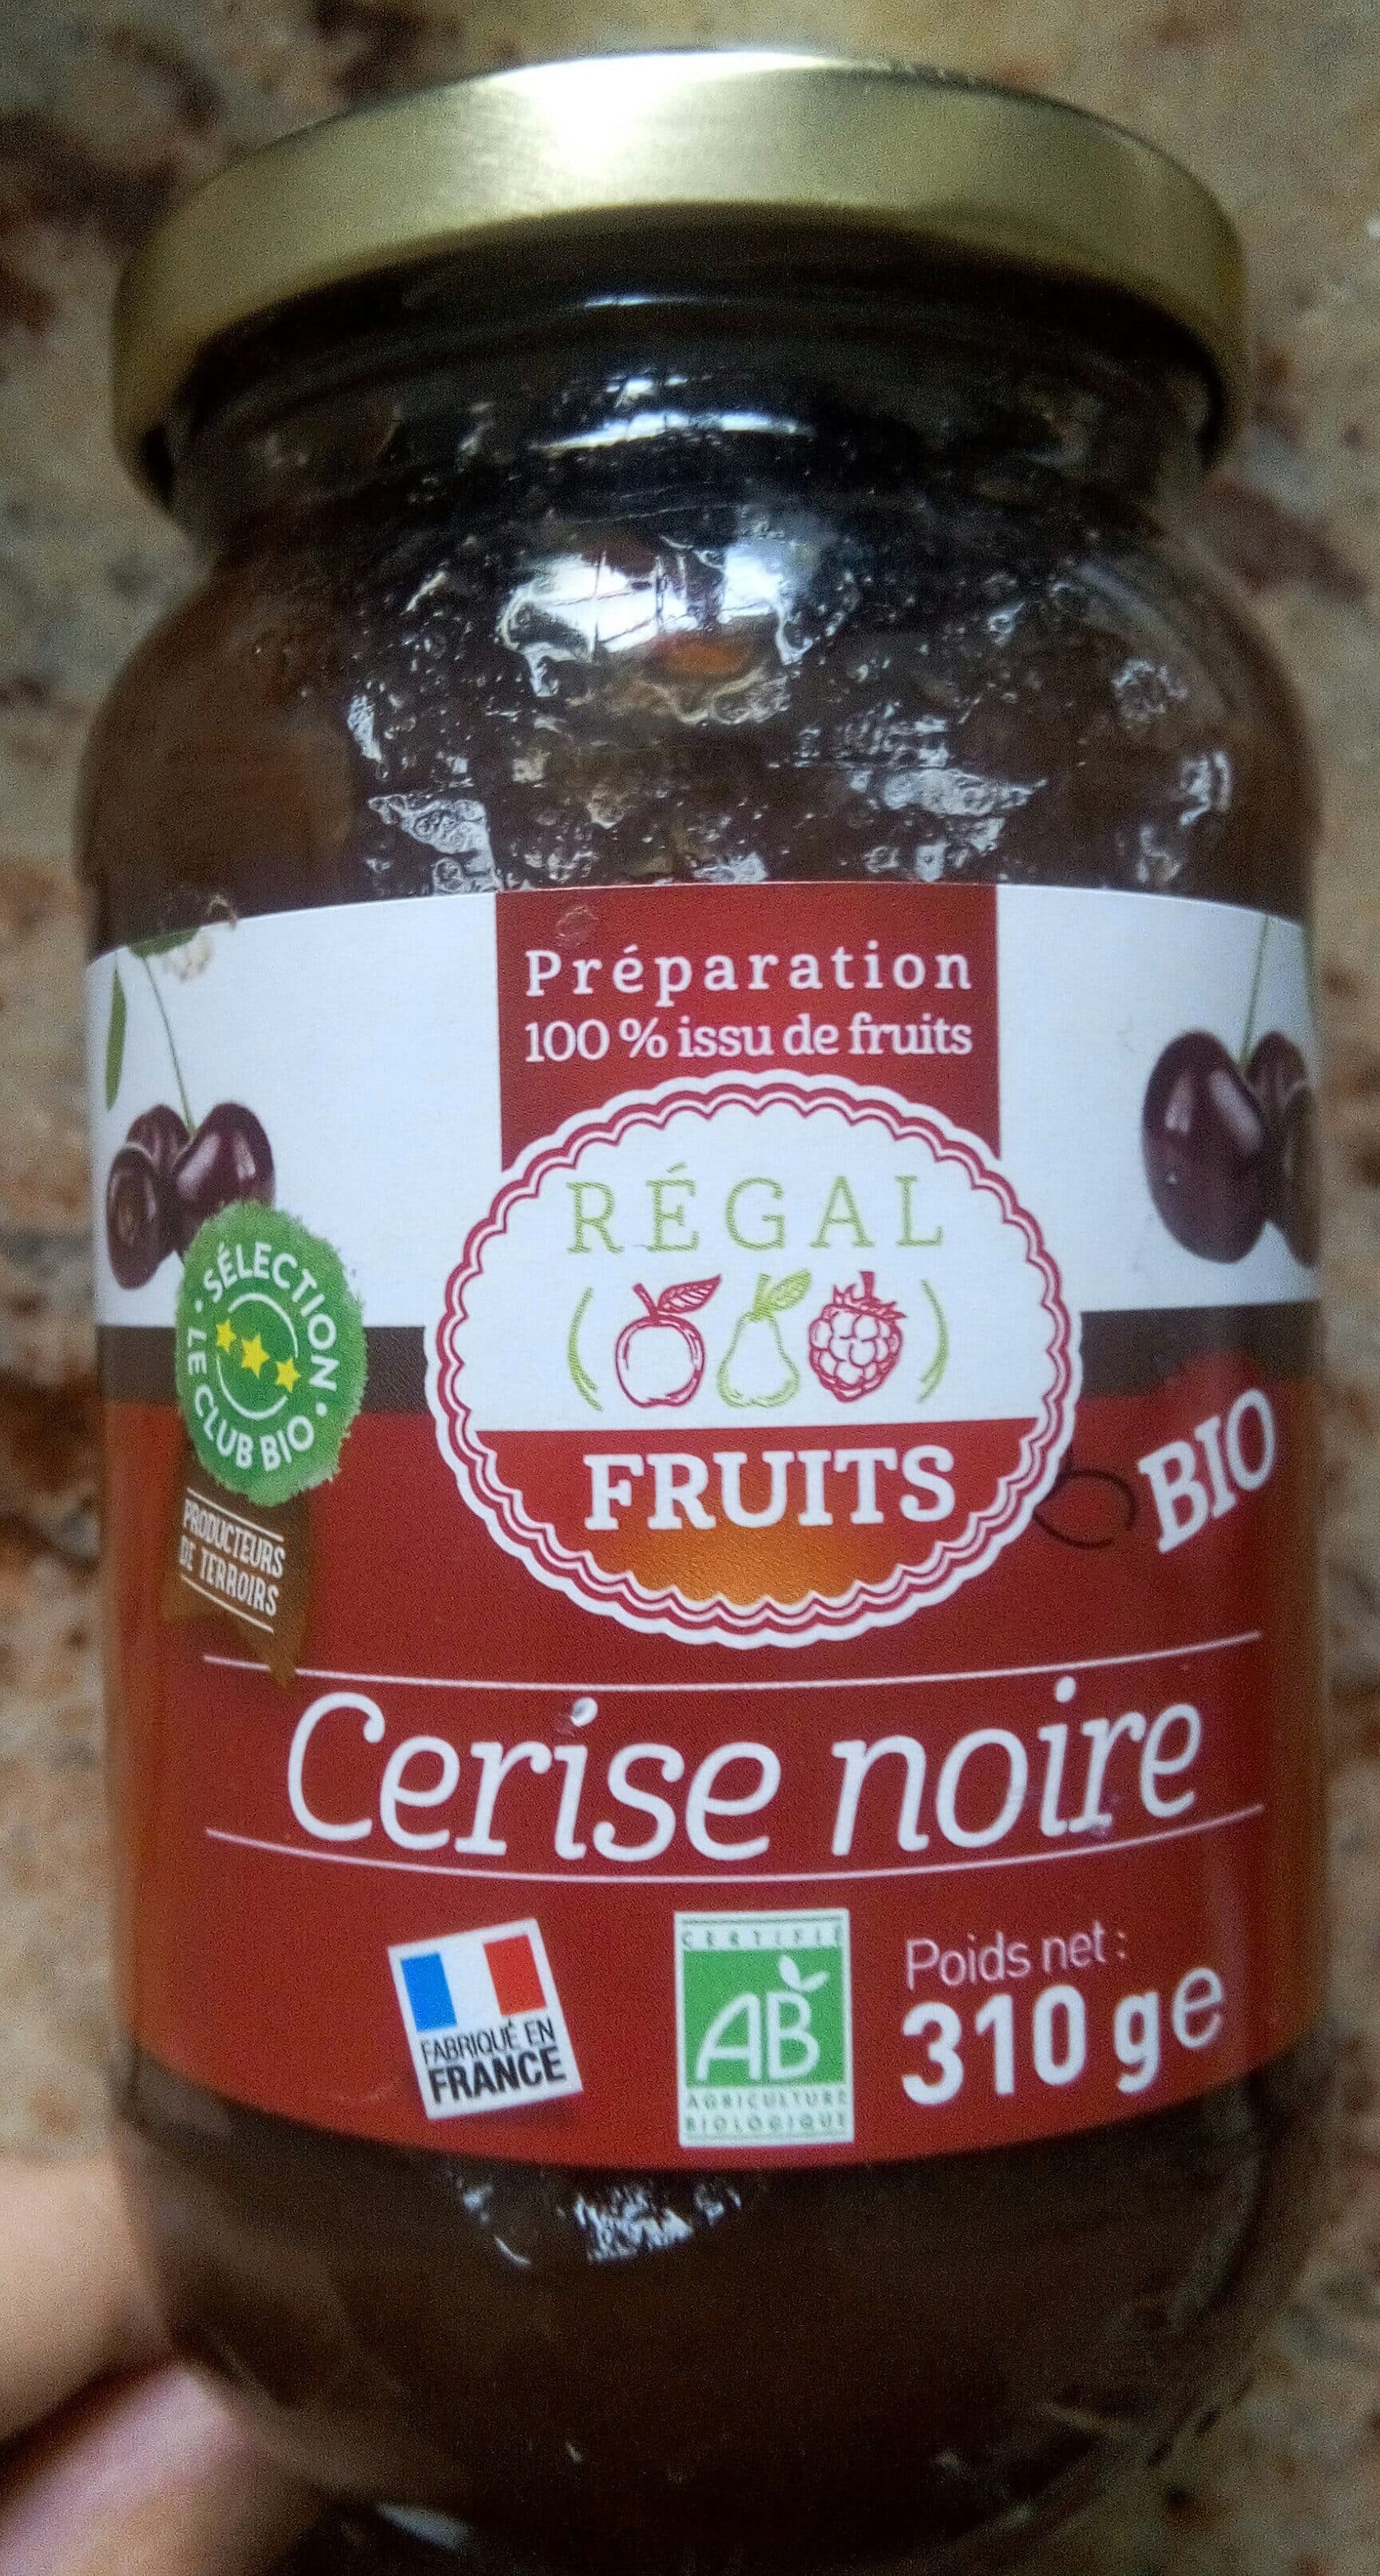 Préparation
100 % issu de fruits
RÉGAL
FRUITS
SÉLECTION
LE CLUB BIO
PRODUCTEURS
DE TERROIRS
BIO
Cerise noire
FABRIQUÉ EN
FRANCE
CERTIFIÉ
AB
AGRICULTURE
BIOLOGIQUE
Poids net :
310 g e